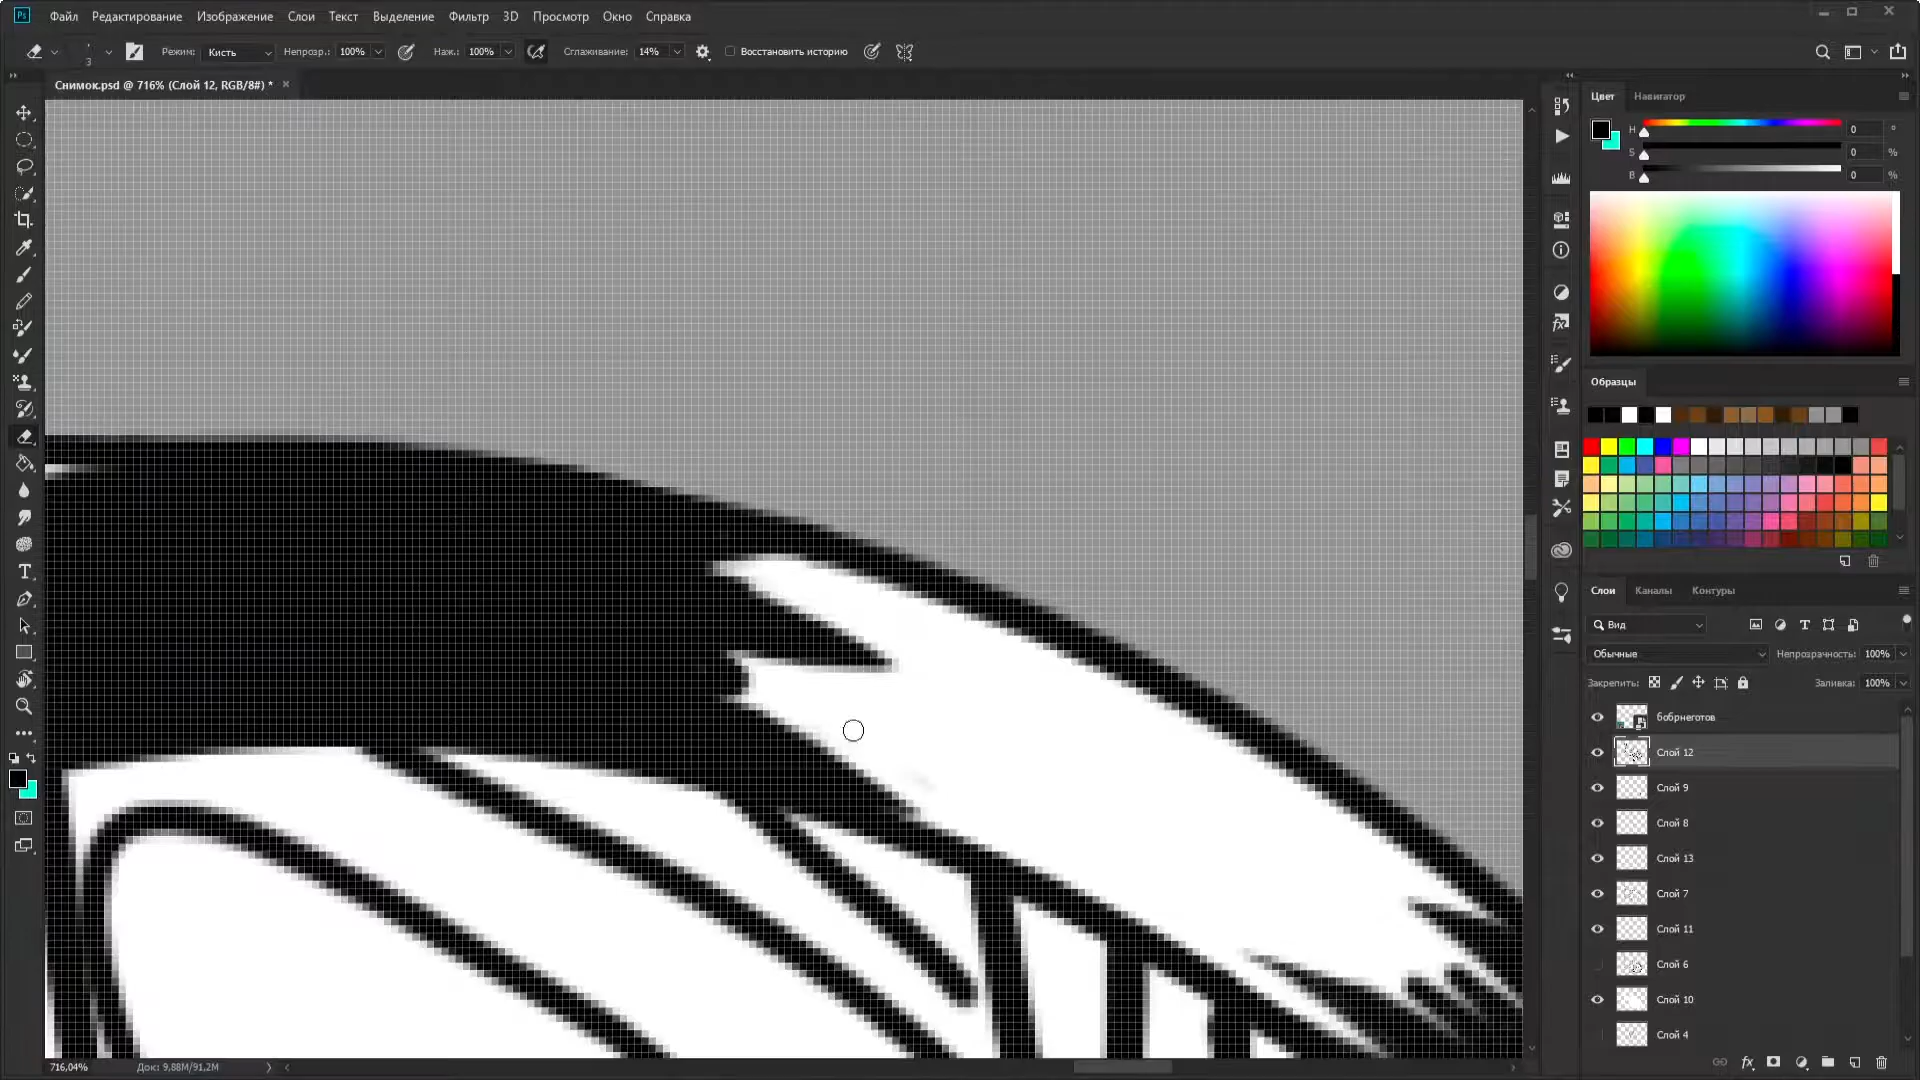 Ps Файл Редактирование Изображение Слои Текст Выделение Фильтр 3D Просмотр Окно Справка
3 Режим: Кисть Непрозр.: 100% Наж.: 100% Сглаживание: 14% Восстановить историю
Снимок.psd @ 716% (Слой 12, RGB/8#) * ×
Цвет Навигатор
H 0 °
S 0 %
B 0 %
Образцы
Слои Каналы Контуры
Вид
Обычные Непрозрачность: 100%
Закрепить: Заливка: 100%
бобрнеготов
Слой 12
Слой 9
Слой 8
Слой 13
Слой 7
Слой 11
Слой 6
Слой 10
Слой 4
716,04% Док: 9,88M/91,2M